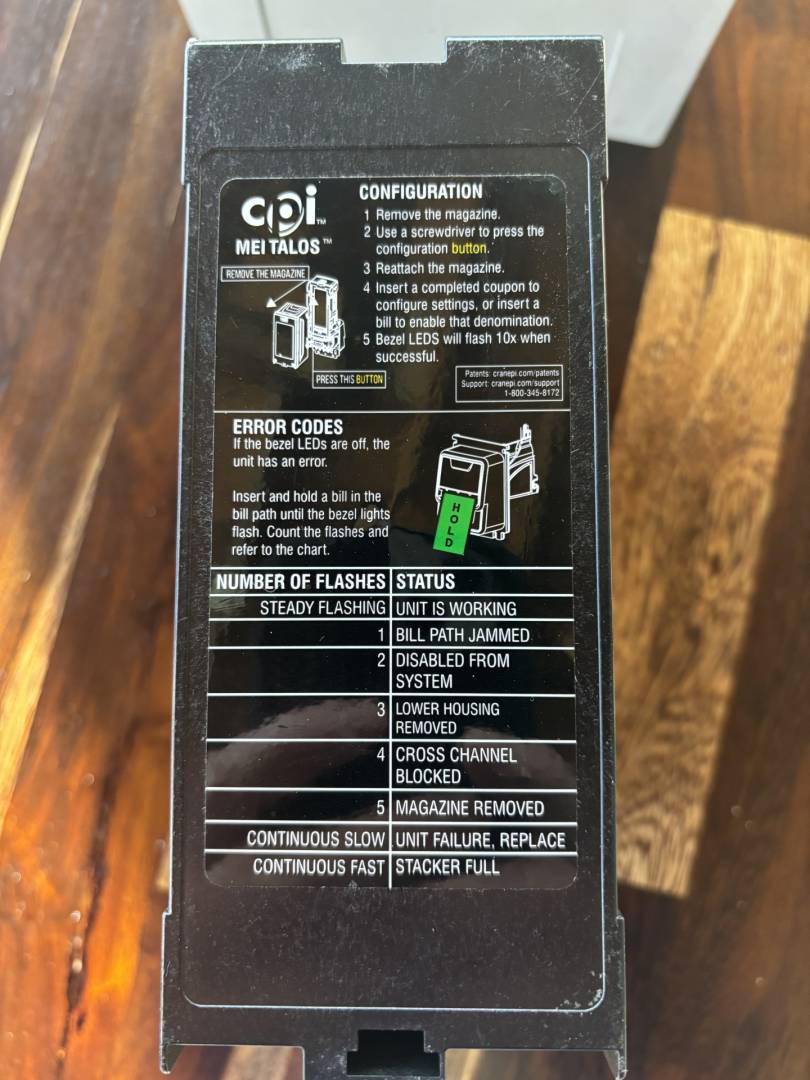 cpi™
MEI TALOS™
REMOVE THE MAGAZINE
PRESS THIS BUTTON
CONFIGURATION
1 Remove the magazine.
2 Use a screwdriver to press the
configuration button.
3 Reattach the magazine.
4 Insert a completed coupon to
configure settings, or insert a
bill to enable that denomination.
5 Bezel LEDS will flash 10x when
successful.
Patents: cranepi.com/patents
Support: cranepi.com/support
1-800-345-8172
ERROR CODES
If the bezel LEDs are off, the
unit has an error.
Insert and hold a bill in the
bill path until the bezel lights
flash. Count the flashes and
refer to the chart.
HOLD
NUMBER OF FLASHES STATUS
STEADY FLASHING UNIT IS WORKING
1 BILL PATH JAMMED
2 DISABLED FROM
SYSTEM
3 LOWER HOUSING
REMOVED
4 CROSS CHANNEL
BLOCKED
5 MAGAZINE REMOVED
CONTINUOUS SLOW UNIT FAILURE, REPLACE
CONTINUOUS FAST STACKER FULL